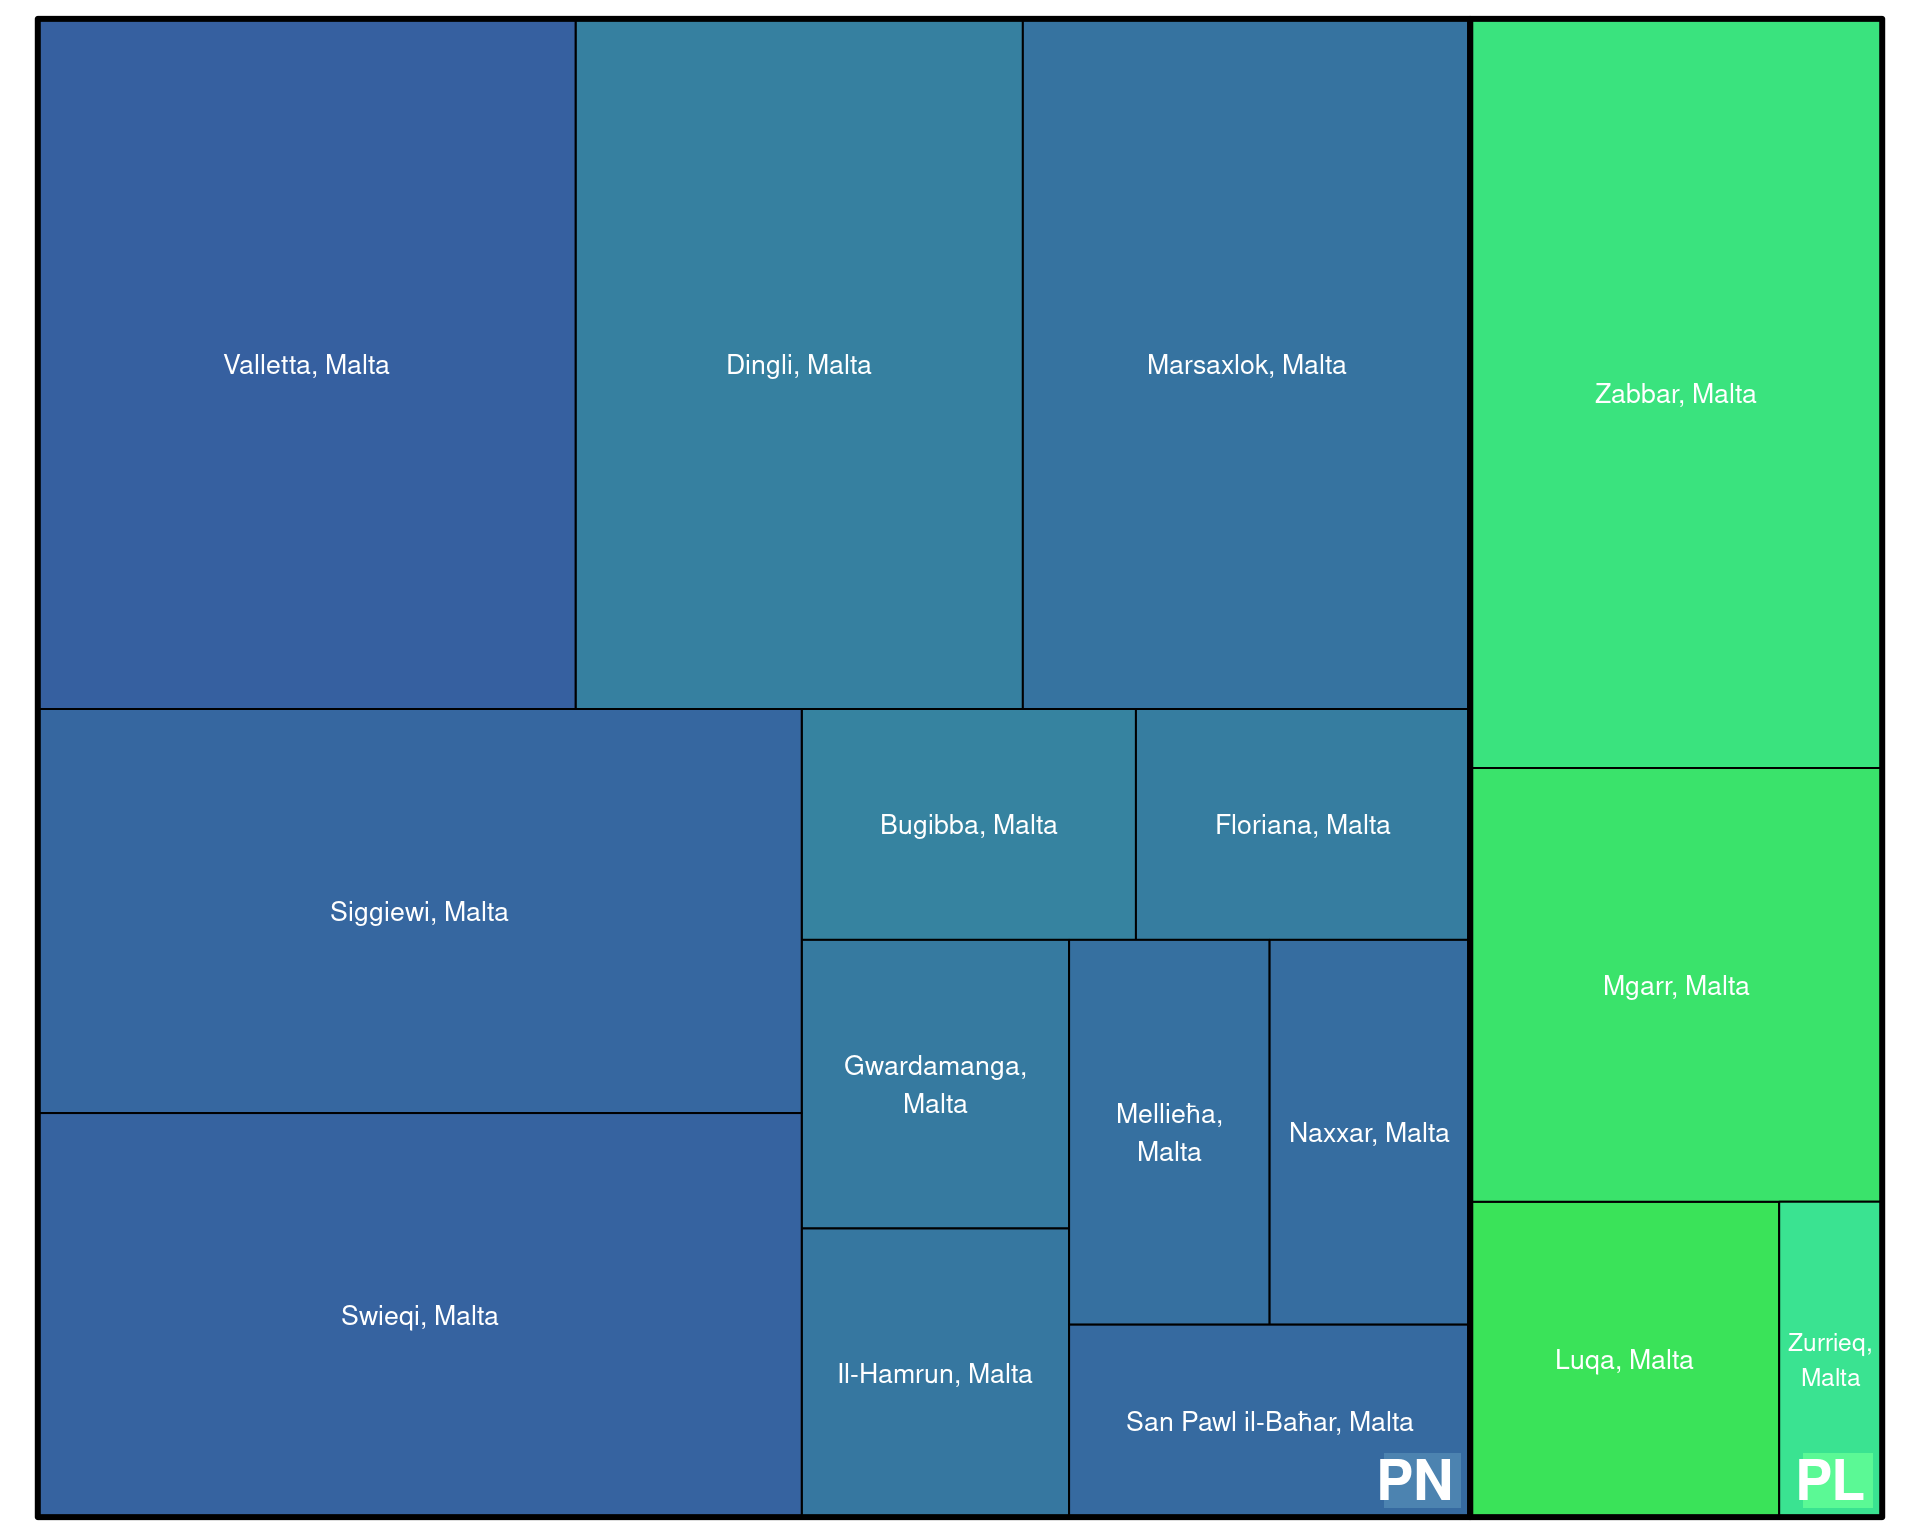 Valletta, Malta
Dingli, Malta
Marsaxlok, Malta
Zabbar, Malta
Siggiewi, Malta
Bugibba, Malta
Floriana, Malta
Mgarr, Malta
Gwardamanga,
Malta
Mellieħa,
Malta
Naxxar, Malta
Swieqi, Malta
Il-Hamrun, Malta
San Pawl il-Baħar, Malta
Luqa, Malta
Zurrieq,
Malta
PN
PL